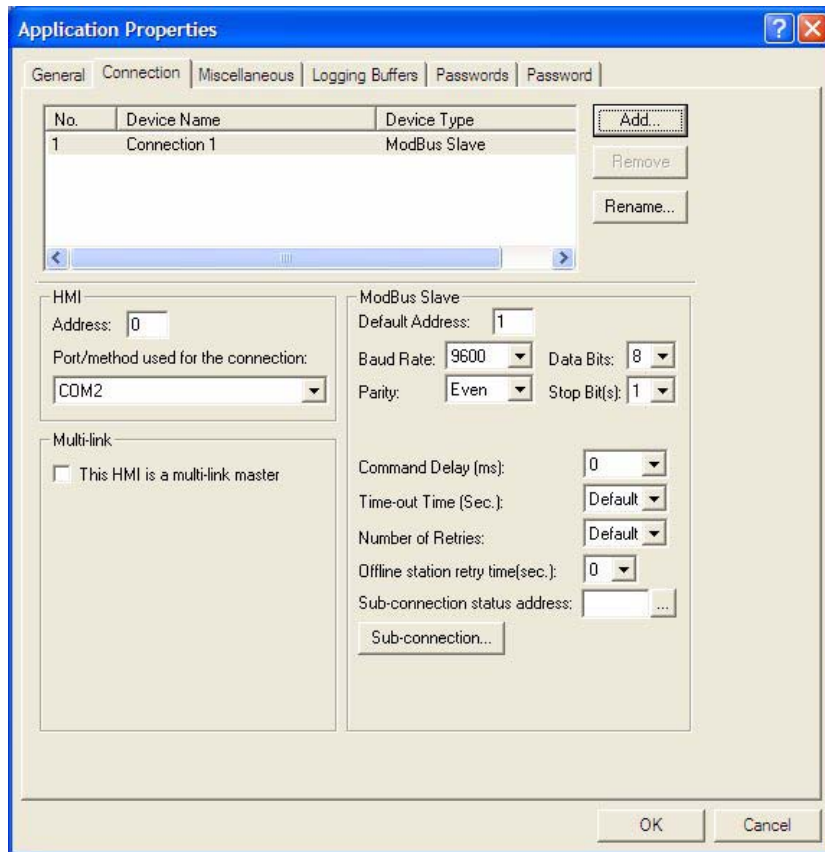 Application Properties
General Connection Miscellaneous Logging Buffers Passwords Password
No. Device Name Device Type
1 Connection 1 ModBus Slave
Add...
Remove
Rename...
HMI
Address: 0
Port/method used for the connection:
COM2
Multi-link
This HMI is a multi-link master
ModBus Slave
Default Address: 1
Baud Rate: 9600 Data Bits: 8
Parity: Even Stop Bit(s): 1
Command Delay (ms): 0
Time-out Time (Sec.): Default
Number of Retries: Default
Offline station retry time(sec.): 0
Sub-connection status address: ...
Sub-connection...
OK Cancel